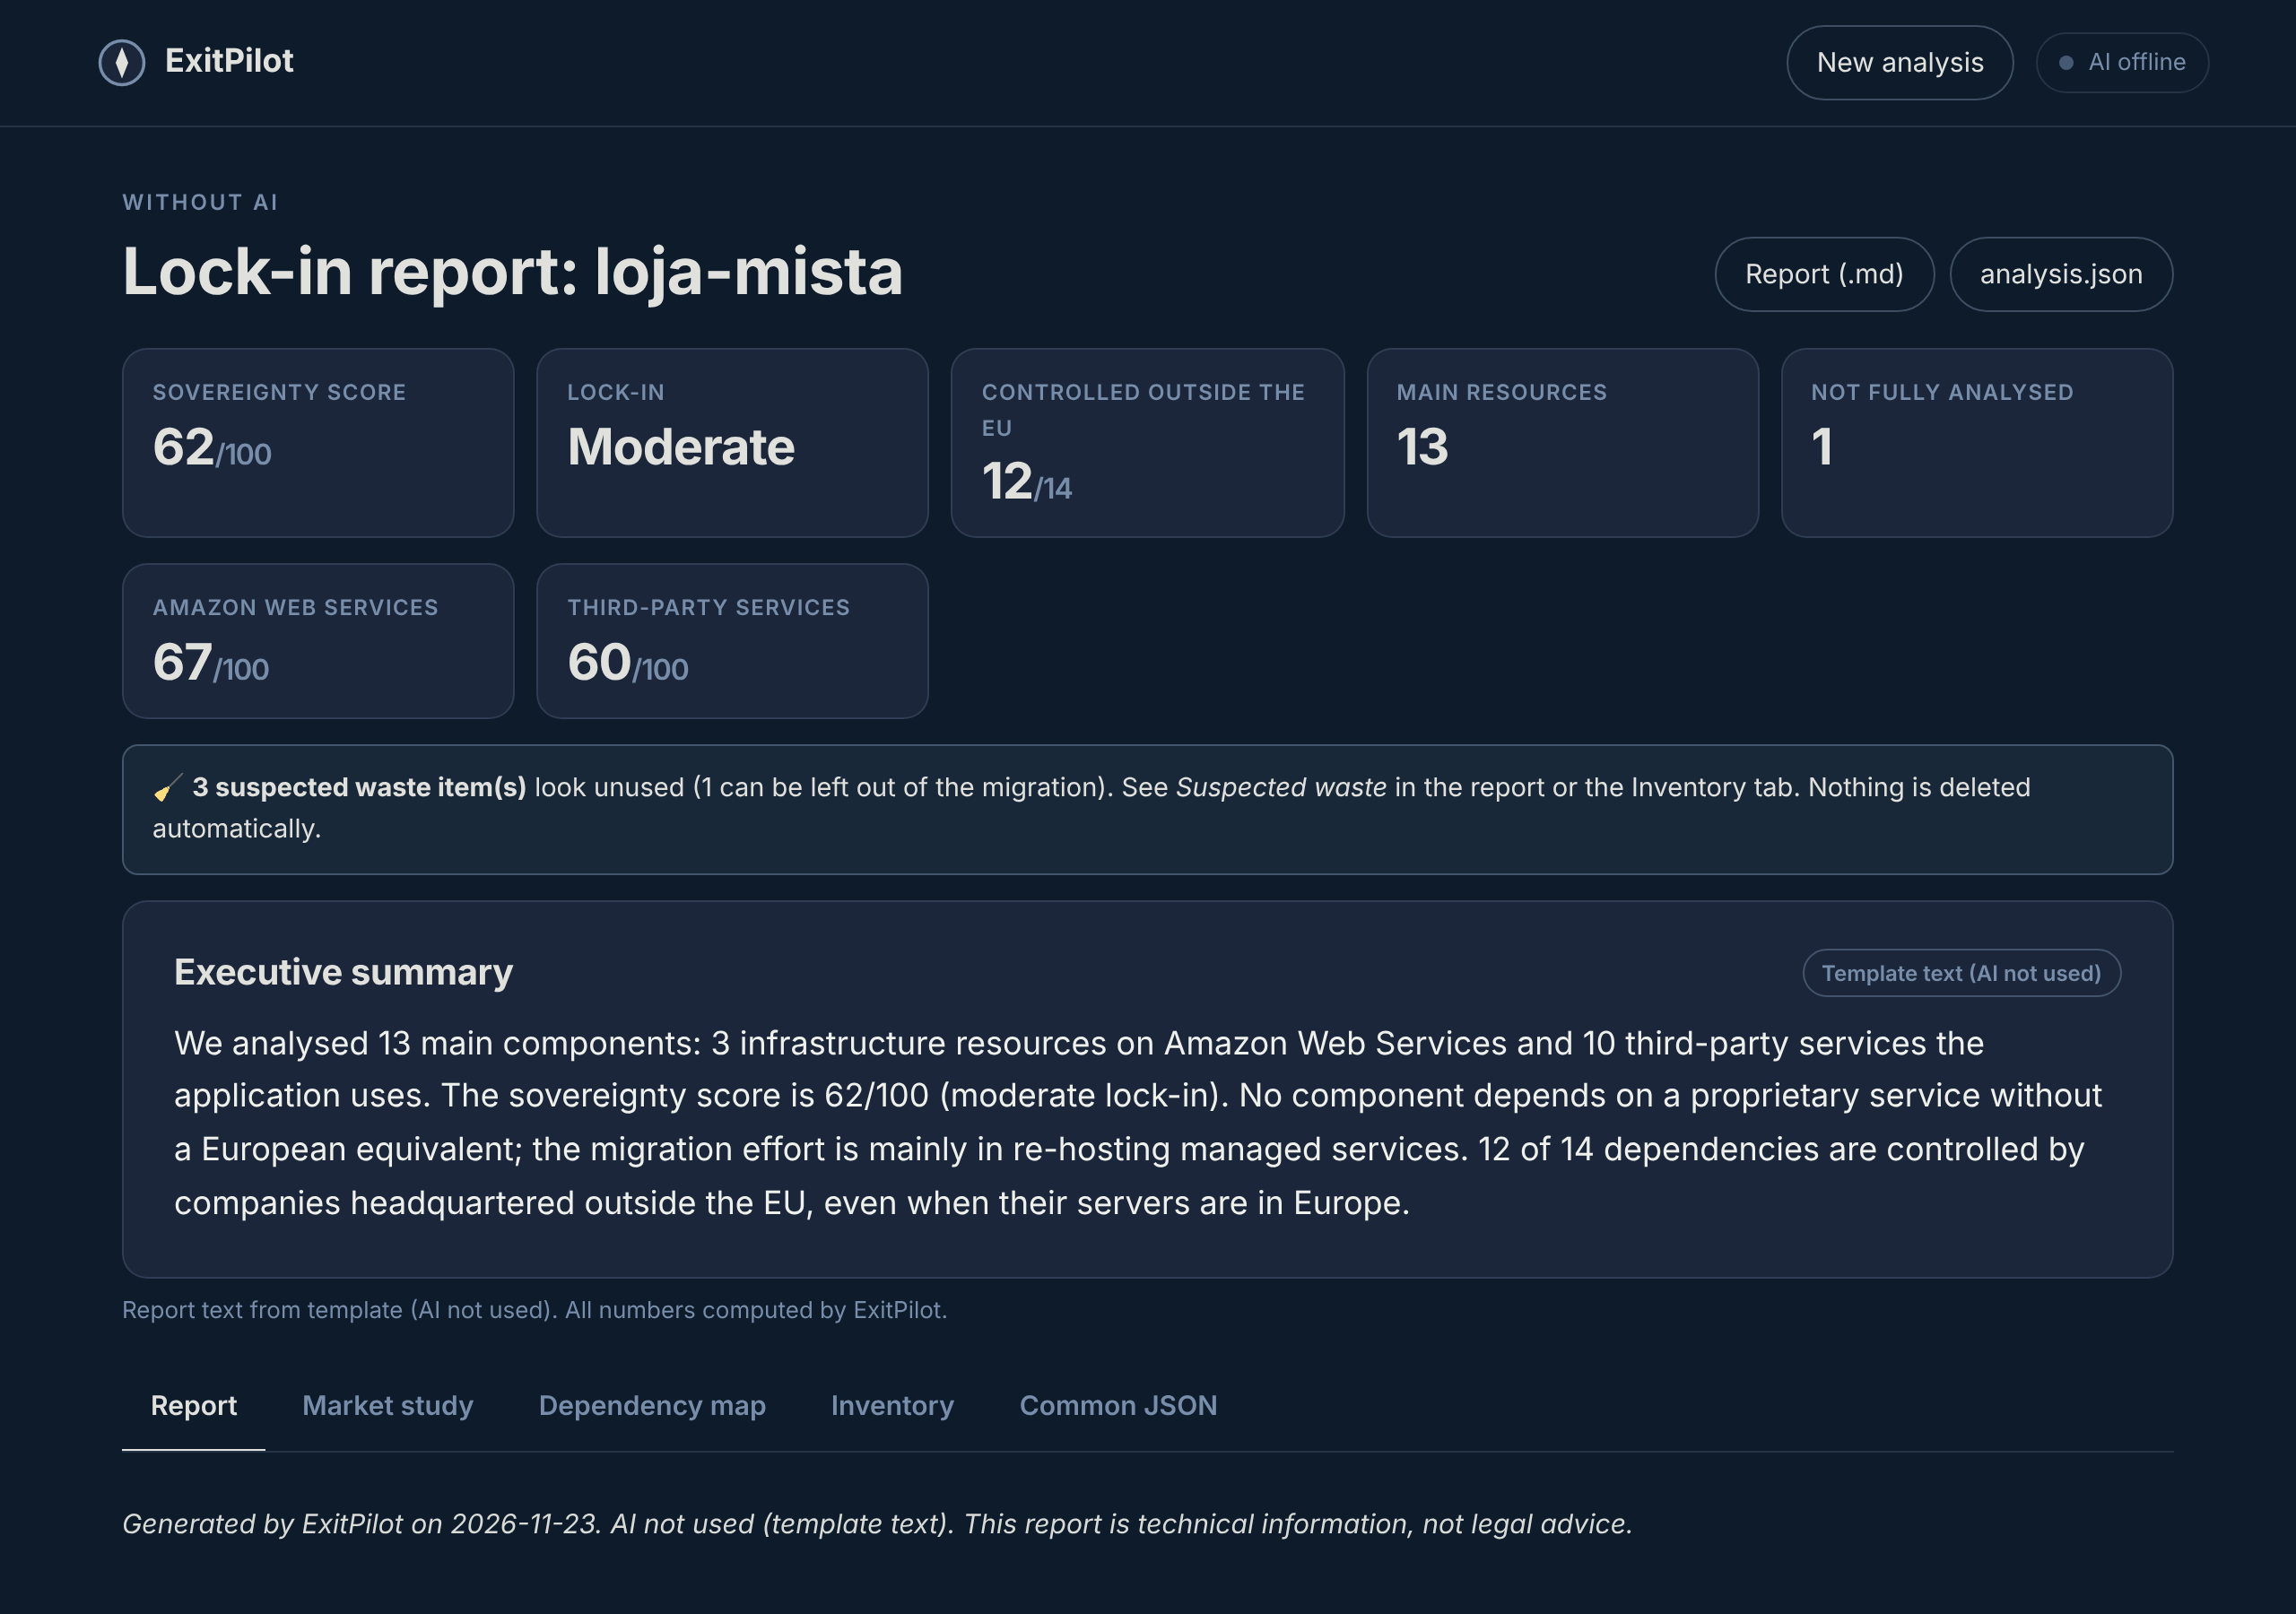 ExitPilot
New analysis
AI offline
WITHOUT AI
Lock-in report: loja-mista
Report (.md)
analysis.json
SOVEREIGNTY SCORE
62/100
LOCK-IN
Moderate
CONTROLLED OUTSIDE THE
EU
12/14
MAIN RESOURCES
13
NOT FULLY ANALYSED
1
AMAZON WEB SERVICES
67/100
THIRD-PARTY SERVICES
60/100
🧹 3 suspected waste item(s) look unused (1 can be left out of the migration). See Suspected waste in the report or the Inventory tab. Nothing is deleted
automatically.
Executive summary
Template text (AI not used)
We analysed 13 main components: 3 infrastructure resources on Amazon Web Services and 10 third-party services the
application uses. The sovereignty score is 62/100 (moderate lock-in). No component depends on a proprietary service without
a European equivalent; the migration effort is mainly in re-hosting managed services. 12 of 14 dependencies are controlled by
companies headquartered outside the EU, even when their servers are in Europe.
Report text from template (AI not used). All numbers computed by ExitPilot.
Report
Market study
Dependency map
Inventory
Common JSON
Generated by ExitPilot on 2026-11-23. AI not used (template text). This report is technical information, not legal advice.